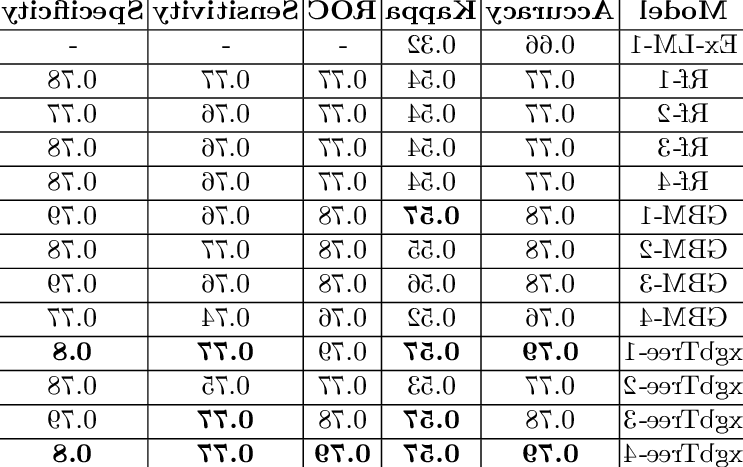 Model Accuracy Kappa ROC Sensitivity Specificity
Ex-LM-1 0.66 0.32 - - -
Rf-1 0.77 0.54 0.77 0.77 0.78
Rf-2 0.77 0.54 0.77 0.76 0.77
Rf-3 0.77 0.54 0.77 0.76 0.78
Rf-4 0.77 0.54 0.77 0.76 0.78
GBM-1 0.78 0.57 0.78 0.76 0.79
GBM-2 0.78 0.55 0.78 0.77 0.78
GBM-3 0.78 0.56 0.78 0.76 0.79
GBM-4 0.76 0.52 0.76 0.74 0.77
xgbTree-1 0.79 0.57 0.79 0.77 0.8
xgbTree-2 0.77 0.53 0.77 0.75 0.78
xgbTree-3 0.78 0.57 0.78 0.77 0.79
xgbTree-4 0.79 0.57 0.79 0.77 0.8